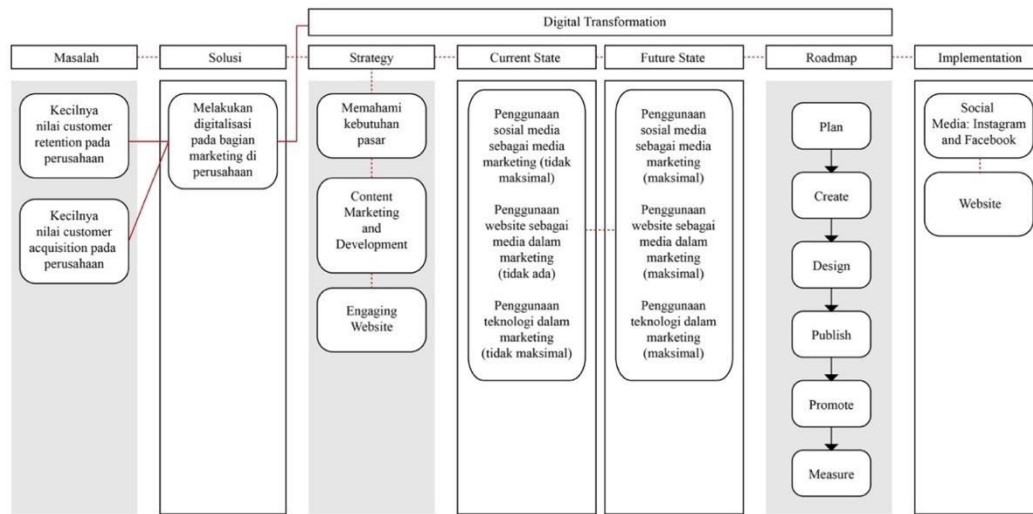 Digital Transformation
Masalah
Solusi
Strategy
Current State
Future State
Roadmap
Implementation
Kecilnya
nilai customer
retention pada
perusahaan
Kecilnya
nilai customer
acquisition pada
perusahaan
Melakukan
digitalisasi
pada bagian
marketing di
perusahaan
Memahami
kebutuhan
pasar
Content
Marketing
and
Development
Engaging
Website
Penggunaan
sosial media
sebagai media
marketing (tidak
maksimal)
Penggunaan
website sebagai
media dalam
marketing
(tidak ada)
Penggunaan
teknologi dalam
marketing
(tidak maksimal)
Penggunaan
sosial media
sebagai media
marketing
(maksimal)
Penggunaan
website sebagai
media dalam
marketing
(maksimal)
Penggunaan
teknologi dalam
marketing
(maksimal)
Plan
Create
Design
Publish
Promote
Measure
Social
Media: Instagram
and Facebook
Website